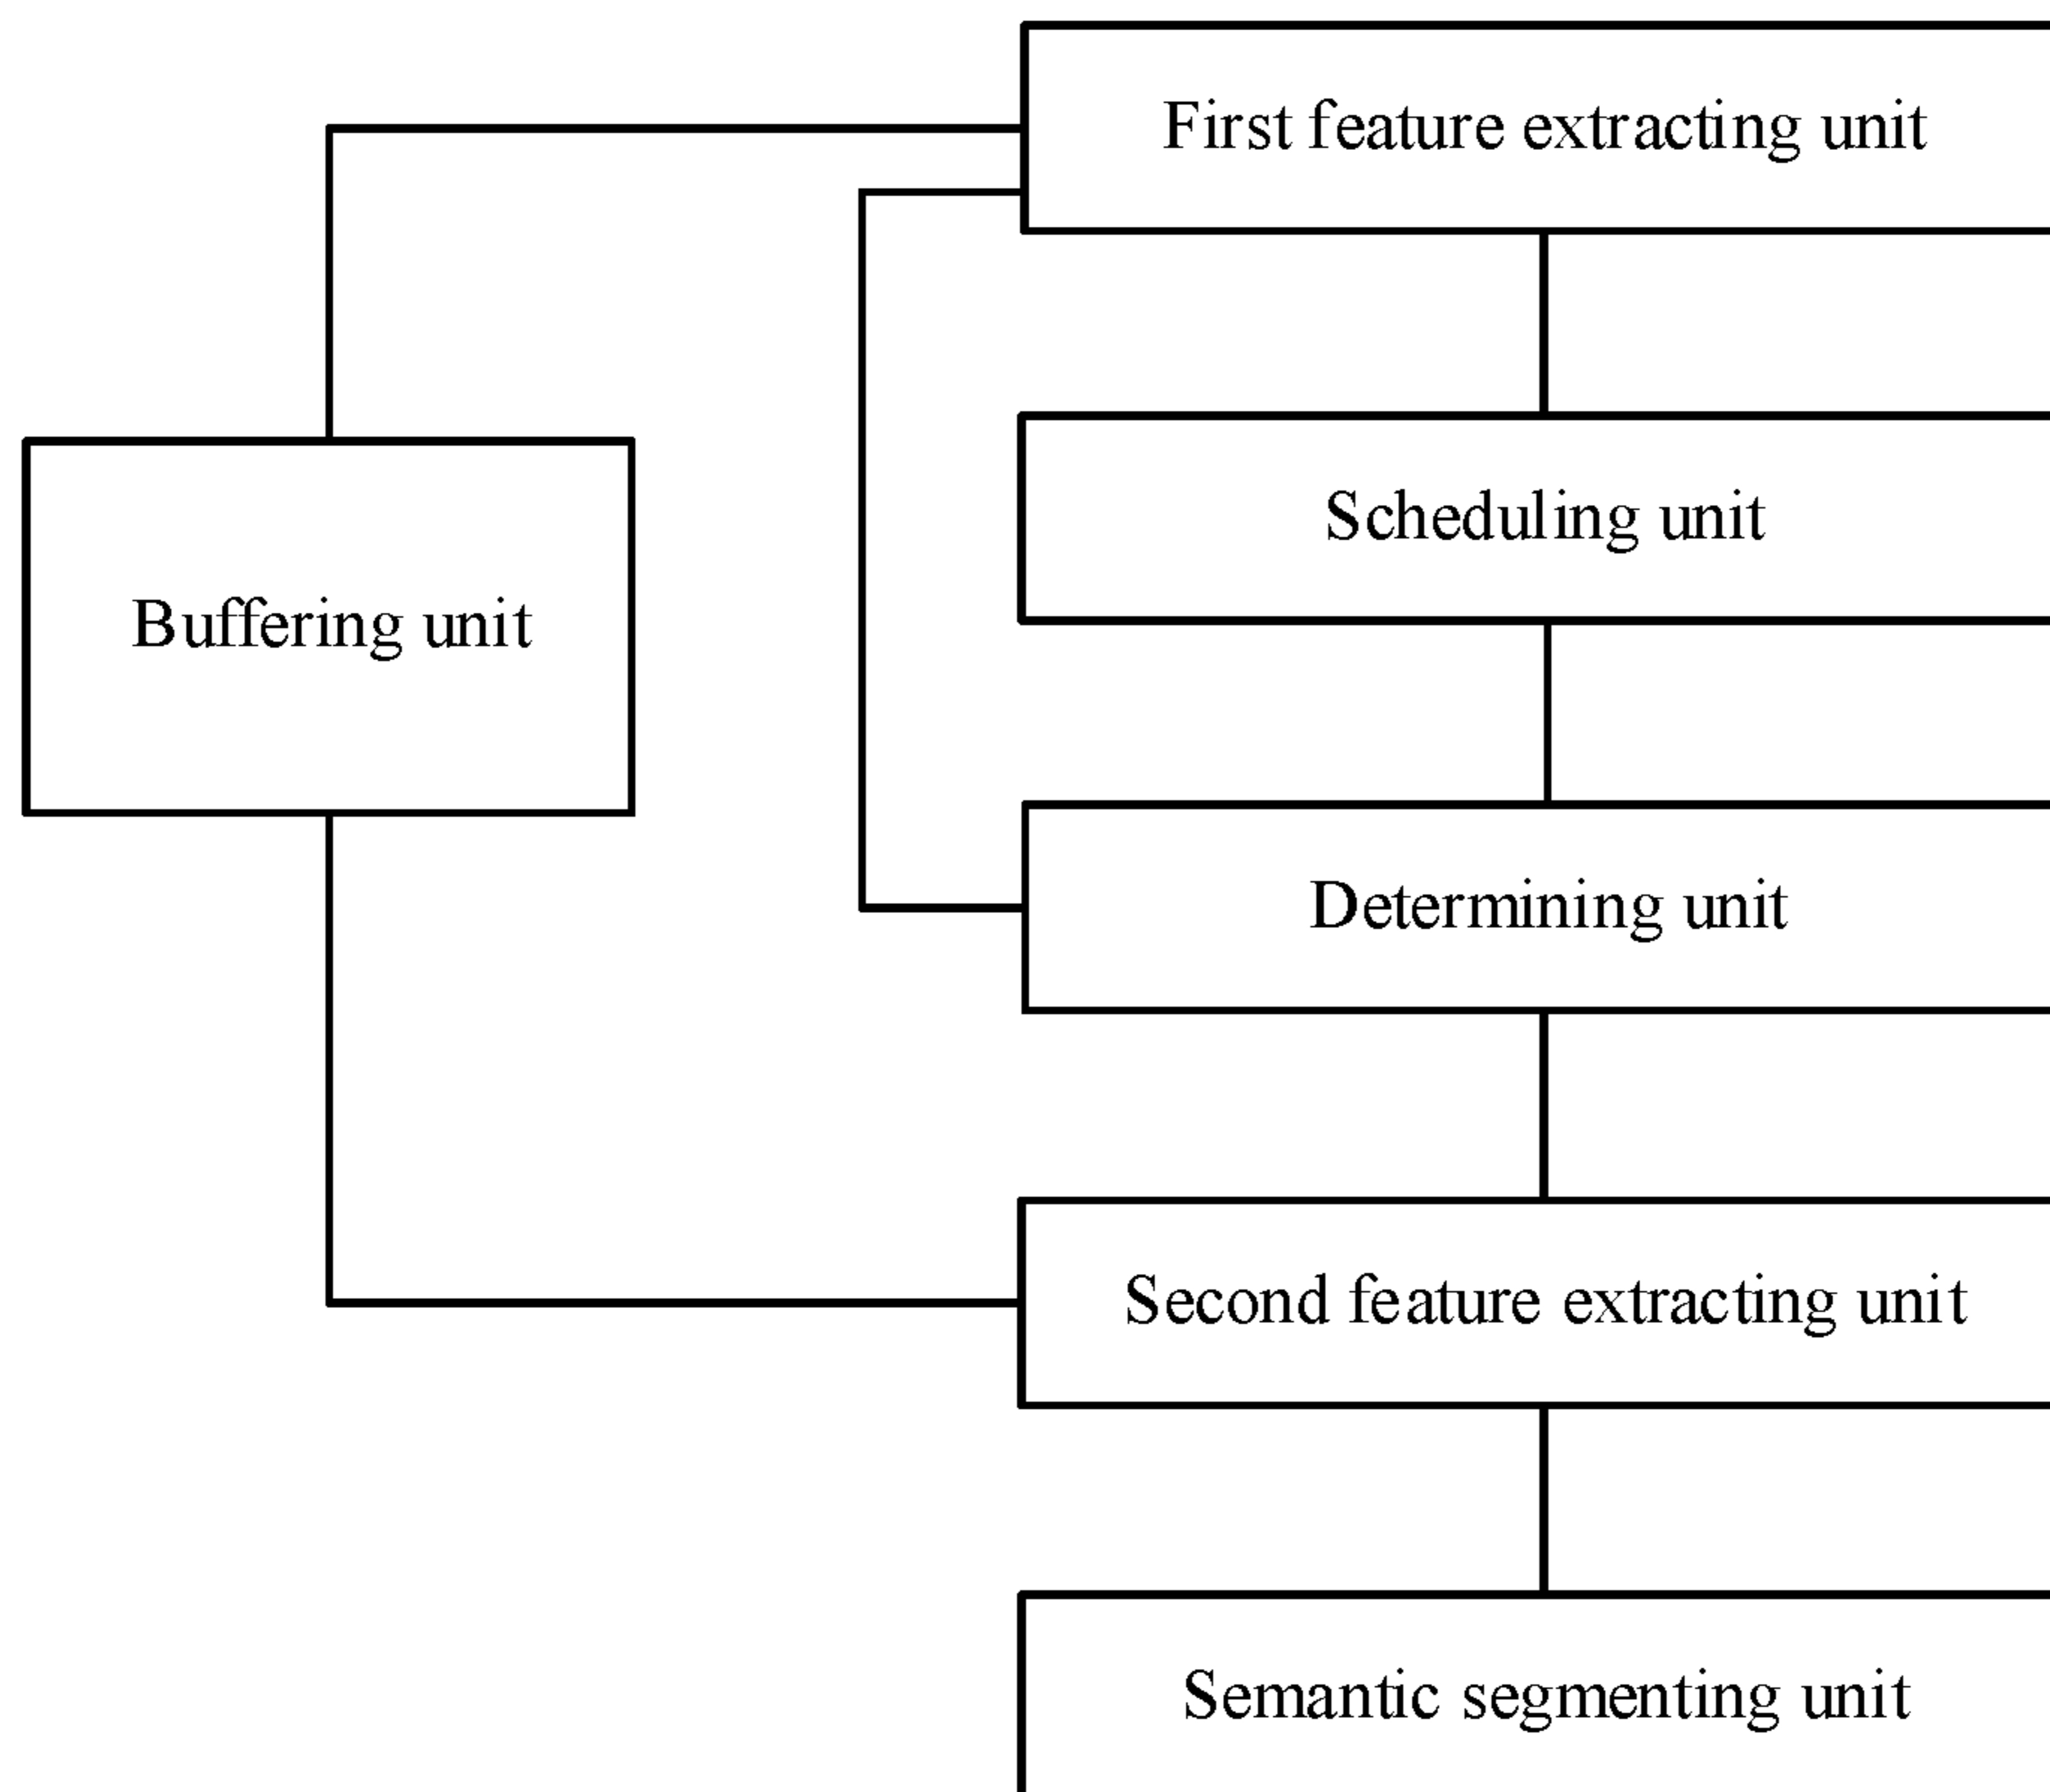 First feature extracting unit
Scheduling unit
Buffering unit
Determining unit
Second feature extracting unit
Semantic segmenting unit